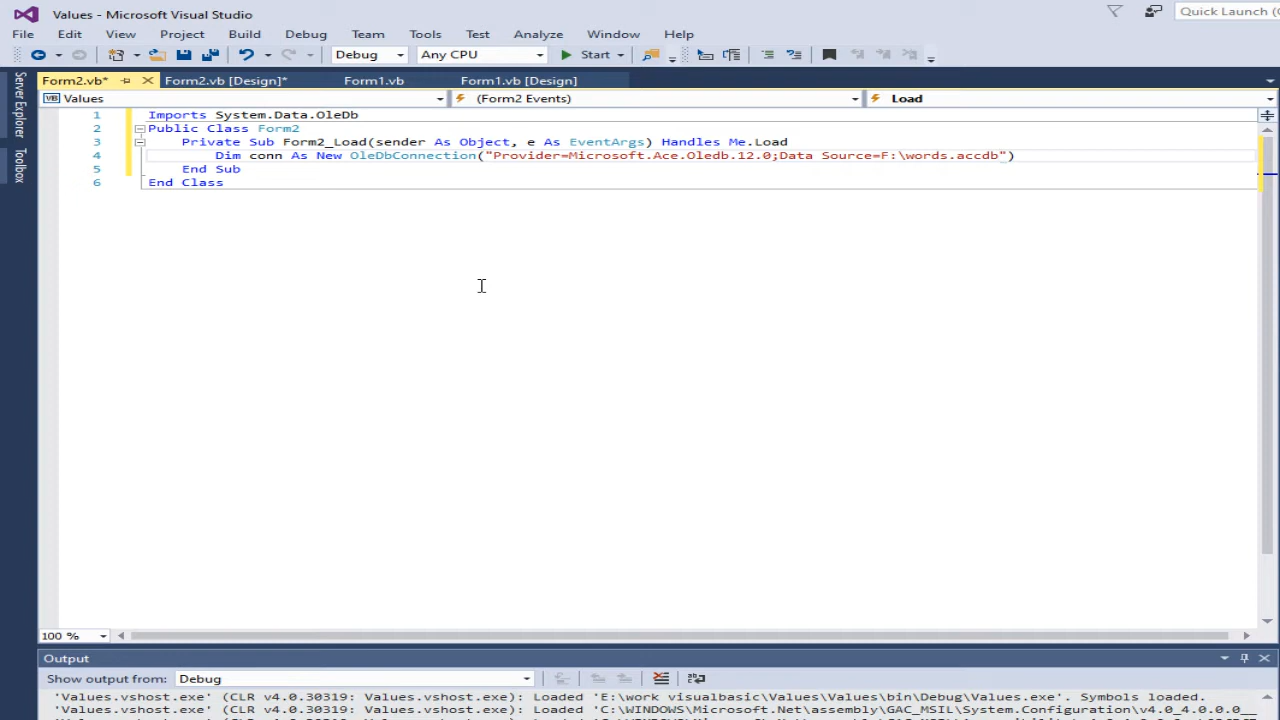 Values - Microsoft Visual Studio
Quick Launch (C
File Edit View Project Build Debug Team Tools Test Analyze Window Help
Debug Any CPU Start
Form2.vb* Form2.vb [Design]* Form1.vb Form1.vb [Design]
Values (Form2 Events) Load
Server Explorer
Toolbox
1 Imports System.Data.OleDb
2 Public Class Form2
3 Private Sub Form2_Load(sender As Object, e As EventArgs) Handles Me.Load
4 Dim conn As New OleDbConnection("Provider=Microsoft.Ace.Oledb.12.0;Data Source=F:\words.accdb")
5 End Sub
6 End Class
100 %
Output
Show output from: Debug
'Values.vshost.exe' (CLR v4.0.30319: Values.vshost.exe): Loaded 'E:\work visualbasic\Values\Values\bin\Debug\Values.exe'. Symbols loaded.
'Values.vshost.exe' (CLR v4.0.30319: Values.vshost.exe): Loaded 'C:\WINDOWS\Microsoft.Net\assembly\GAC_MSIL\System.Configuration\v4.0_4.0.0.0__